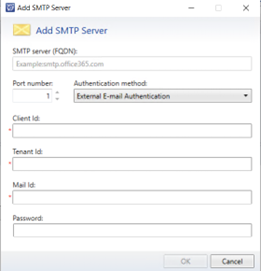 Add SMTP Server
Add SMTP Server
SMTP server (FQDN):
Example:smtp.office365.com
Port number: Authentication method:
1 External E-mail Authentication
Client Id:
*
Tenant Id:
*
Mail Id:
*
Password:
OK Cancel